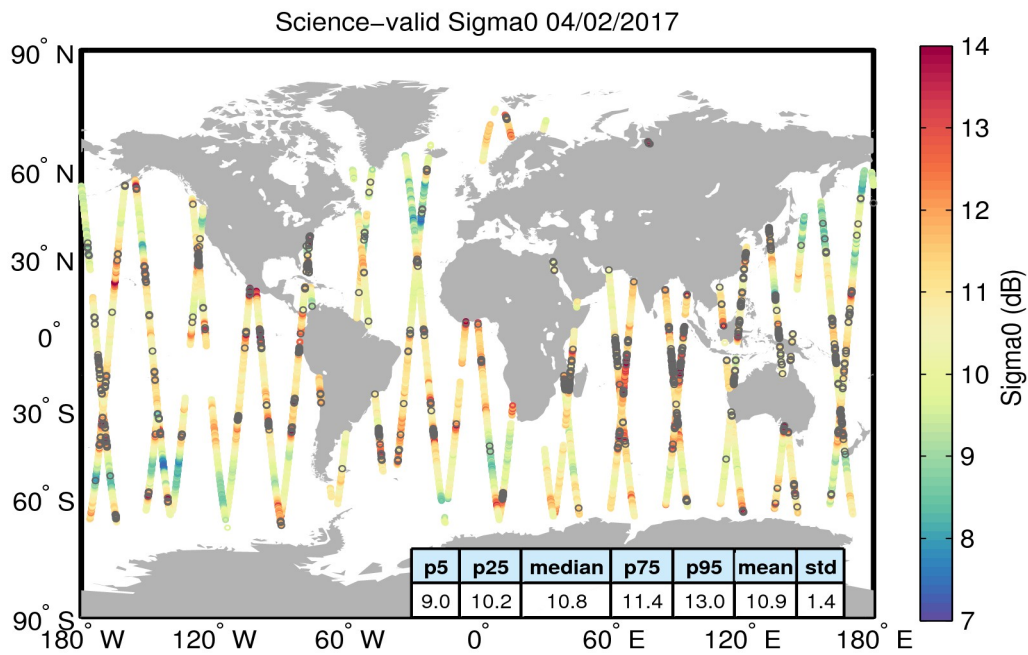 Science−valid Sigma0 04/02/2017
90° N
60° N
30° N
0°
30° S
60° S
90° S
180° W
120° W
60° W
0°
60° E
120° E
180° E
14
13
12
11
10
9
8
7
Sigma0 (dB)
p5 p25 median p75 p95 mean std
9.0 10.2 10.8 11.4 13.0 10.9 1.4